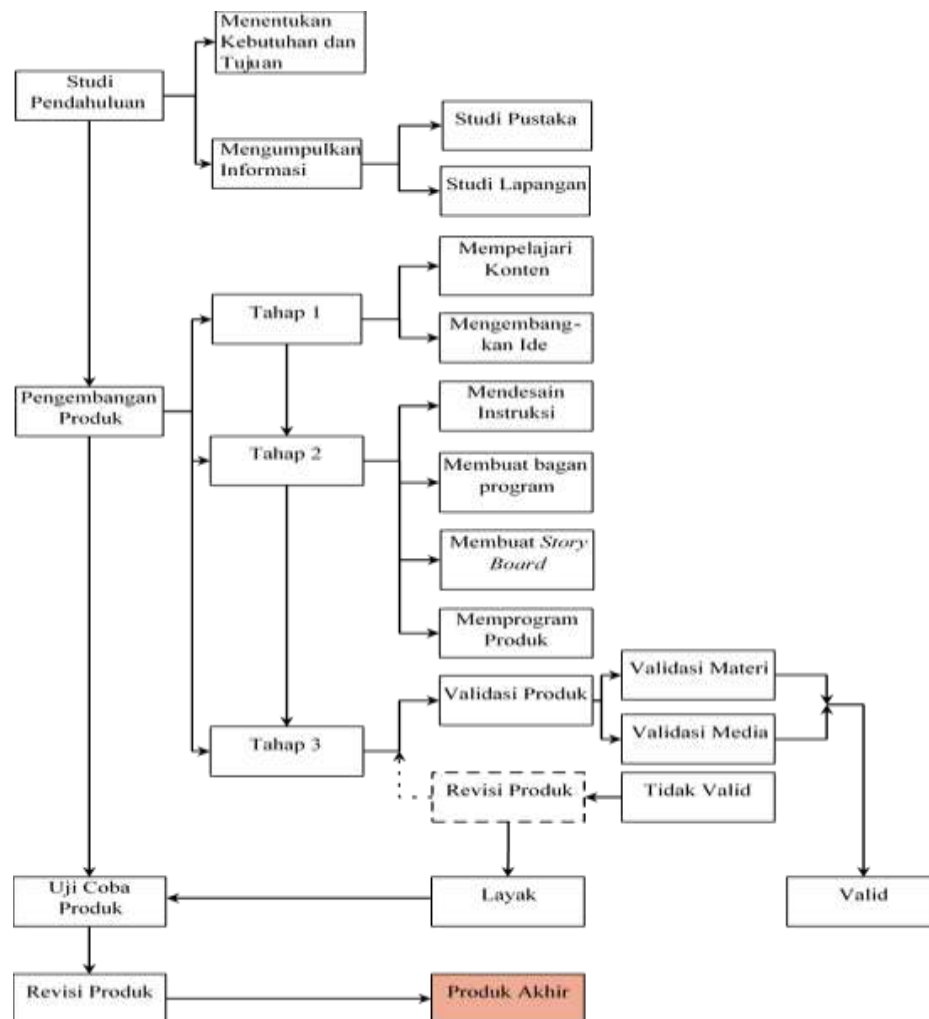 Menentukan
Kebutuhan dan
Tujuan
Studi
Pendahuluan
Mengumpulkan
Informasi
Studi Pustaka
Studi Lapangan
Mempelajari
Konten
Tahap 1
Mengembang-
kan Ide
Pengembangan
Produk
Mendesain
Instruksi
Tahap 2
Membuat bagan
program
Membuat Story
Board
Memprogram
Produk
Validasi Produk
Validasi Materi
Tahap 3
Validasi Media
Revisi Produk
Tidak Valid
Uji Coba
Produk
Layak
Valid
Revisi Produk
Produk Akhir